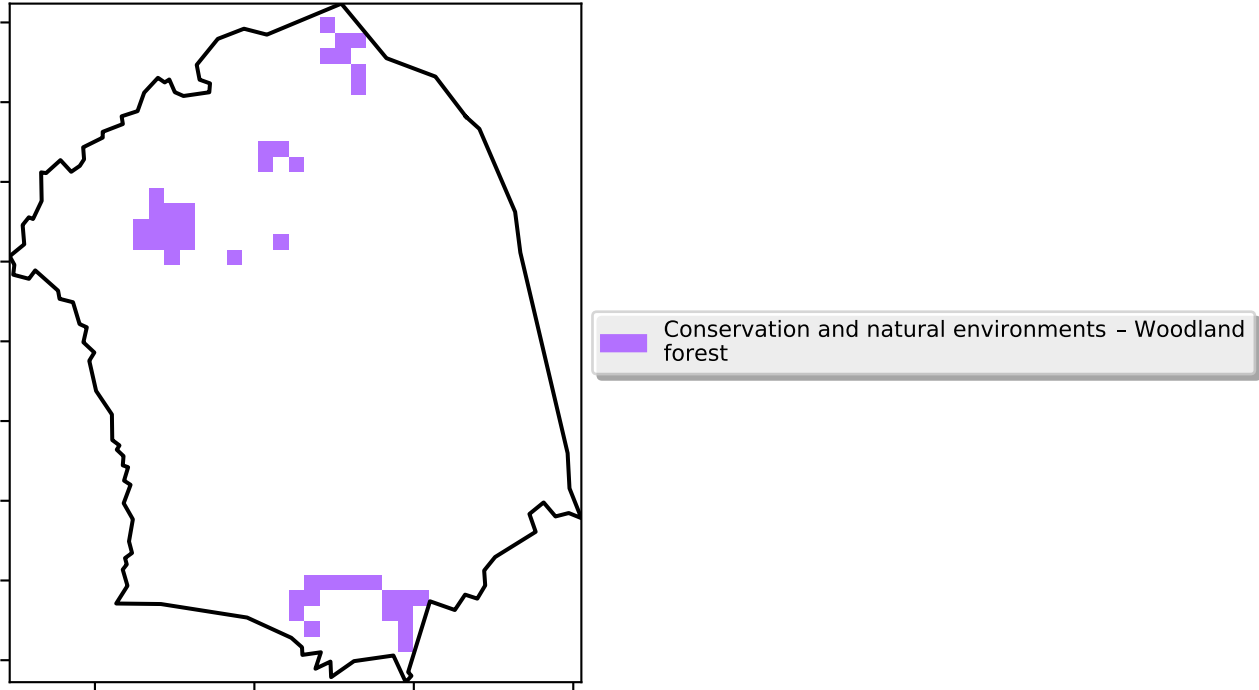 Conservation and natural environments – Woodland
forest